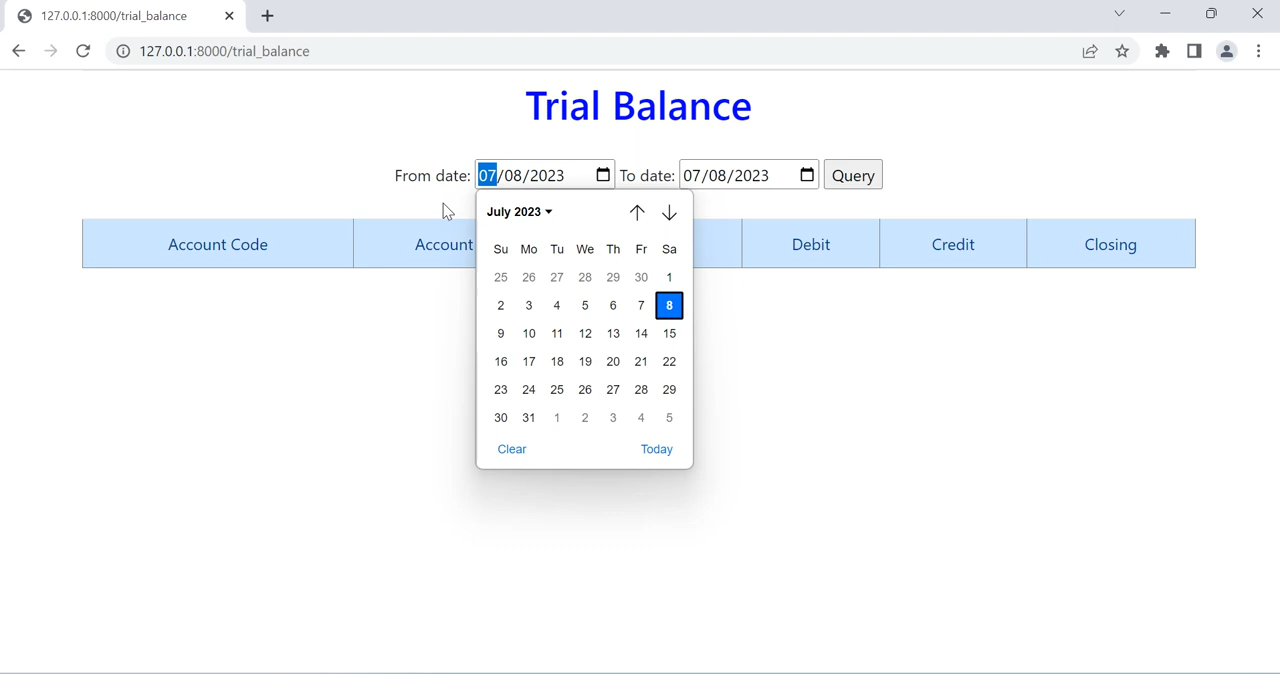 127.0.0.1:8000/trial_balance
127.0.0.1:8000/trial_balance
Trial Balance
From date: 07/08/2023 To date: 07/08/2023 Query
Account Code Account Debit Credit Closing
July 2023
Su Mo Tu We Th Fr Sa
25 26 27 28 29 30 1
2 3 4 5 6 7 8
9 10 11 12 13 14 15
16 17 18 19 20 21 22
23 24 25 26 27 28 29
30 31 1 2 3 4 5
Clear Today